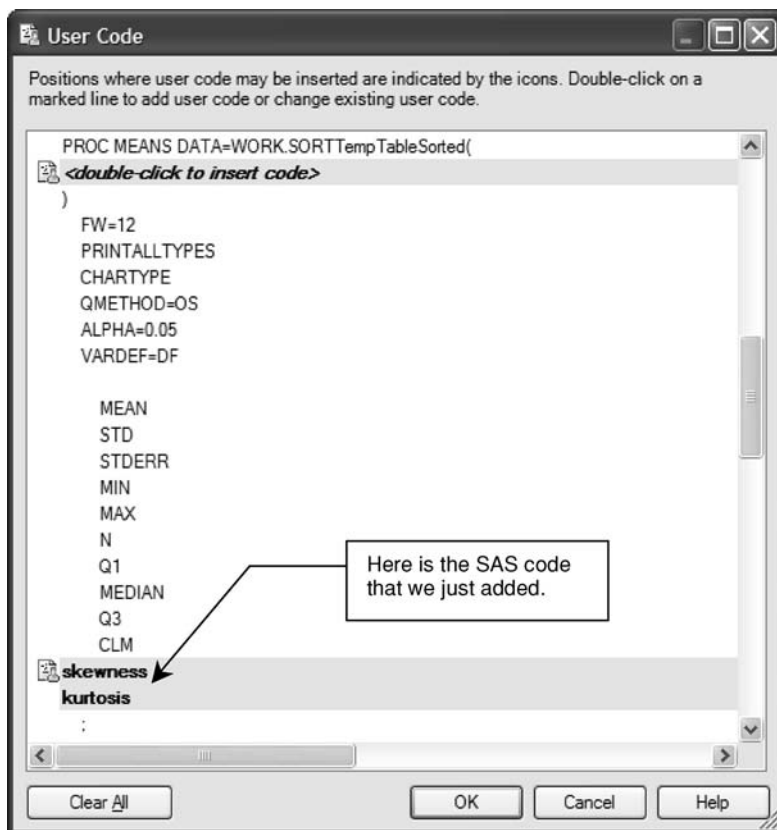 User Code
Positions where user code may be inserted are indicated by the icons. Double-click on a
marked line to add user code or change existing user code.
PROC MEANS DATA=WORK.SORTTempTableSorted(
<double-click to insert code>
)
FW=12
PRINTALLTYPES
CHARTYPE
QMETHOD=OS
ALPHA=0.05
VARDEF=DF
MEAN
STD
STDERR
MIN
MAX
N
Q1
MEDIAN
Q3
CLM
skewness
kurtosis
;
Here is the SAS code
that we just added.
Clear All
OK
Cancel
Help